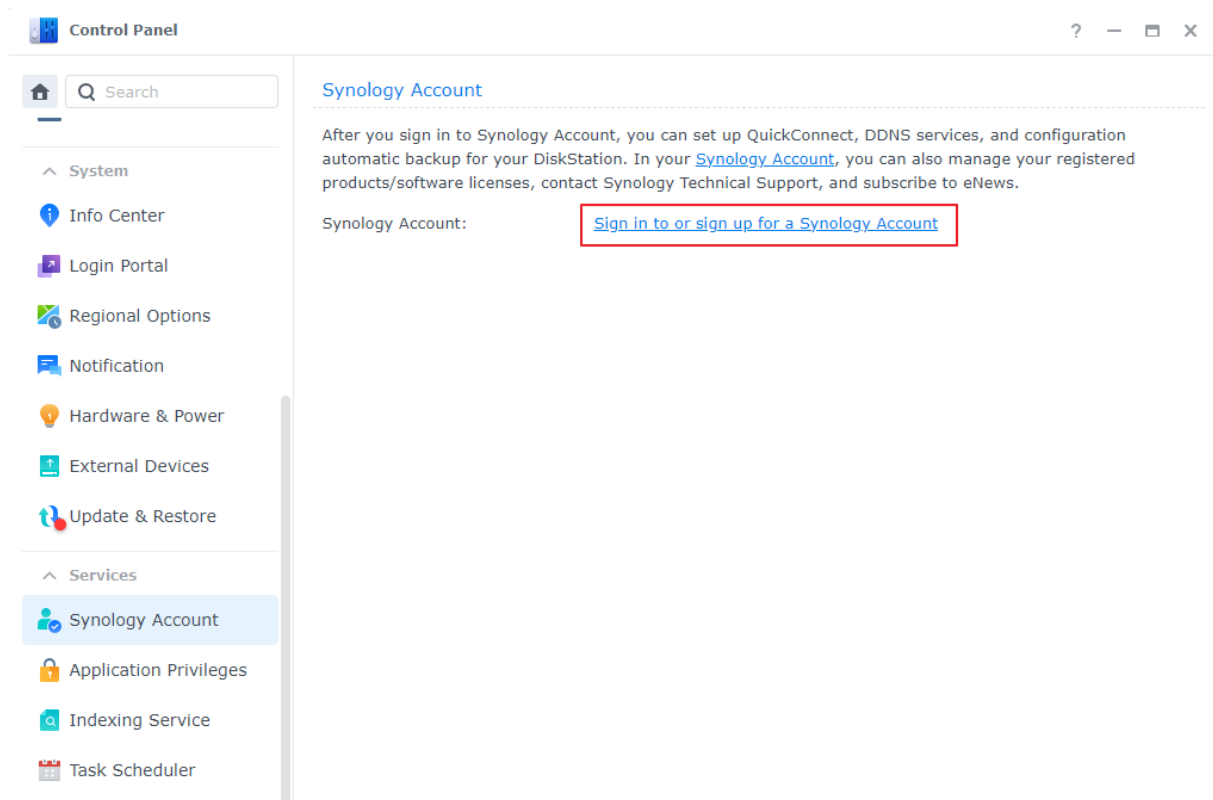 Control Panel
?
Search
System
Info Center
Login Portal
Regional Options
Notification
Hardware & Power
External Devices
Update & Restore
Services
Synology Account
Application Privileges
Indexing Service
Task Scheduler
Synology Account
After you sign in to Synology Account, you can set up QuickConnect, DDNS services, and configuration
automatic backup for your DiskStation. In your Synology Account, you can also manage your registered
products/software licenses, contact Synology Technical Support, and subscribe to eNews.
Synology Account: Sign in to or sign up for a Synology Account